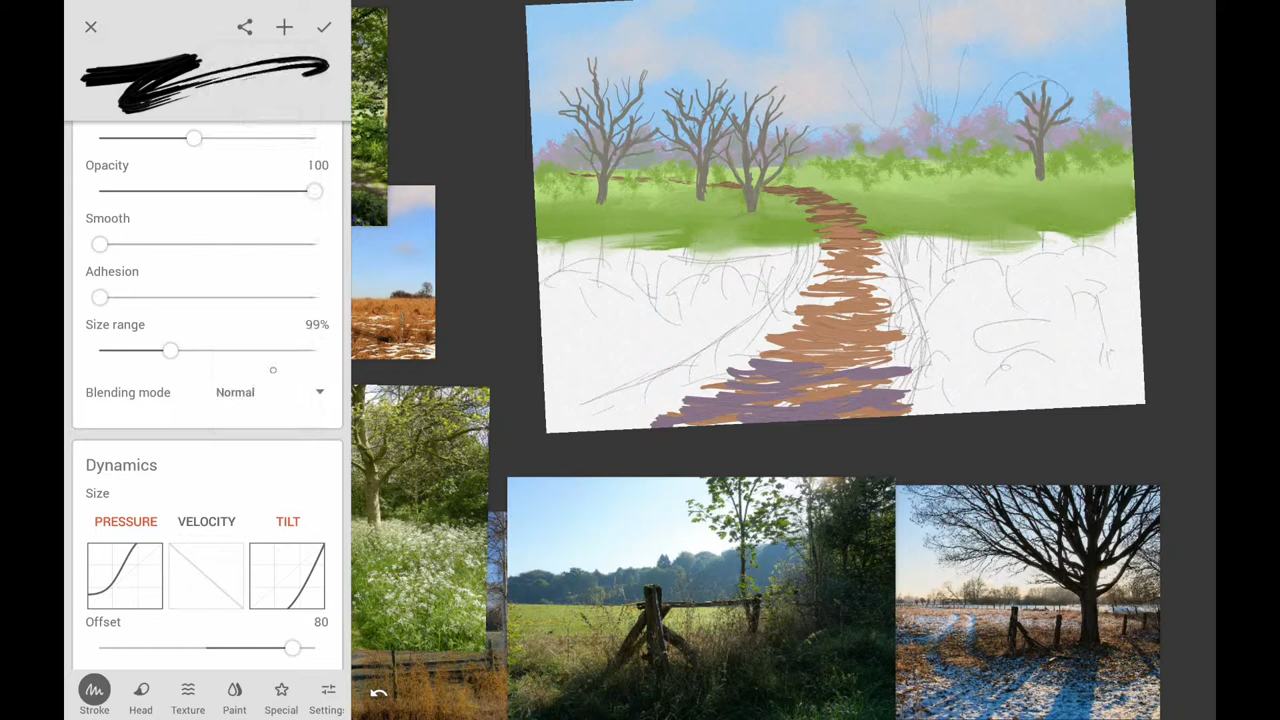 Opacity 100
Smooth
Adhesion
Size range 99%
Blending mode Normal
Dynamics
Size
PRESSURE VELOCITY TILT
Offset 80
Stroke Head Texture Paint Special Setting